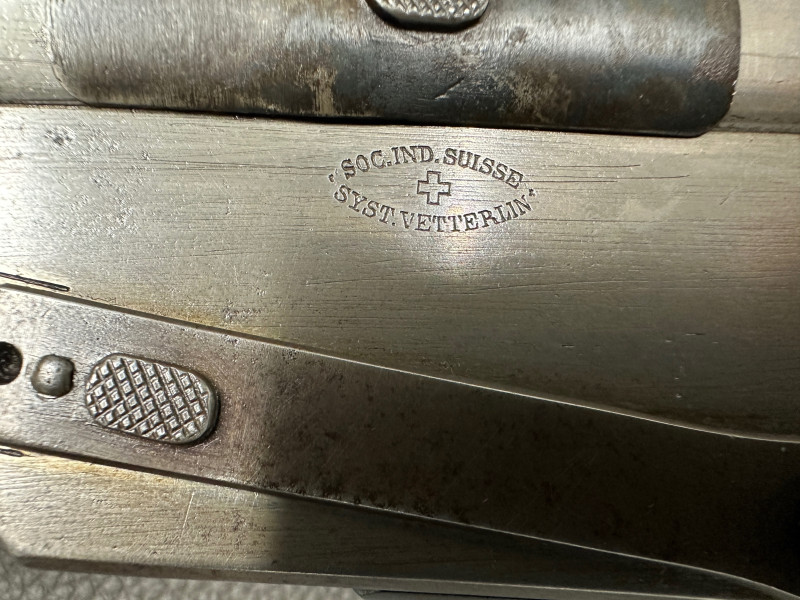 SOC. IND. SUISSE
SYST. VETTERLIN